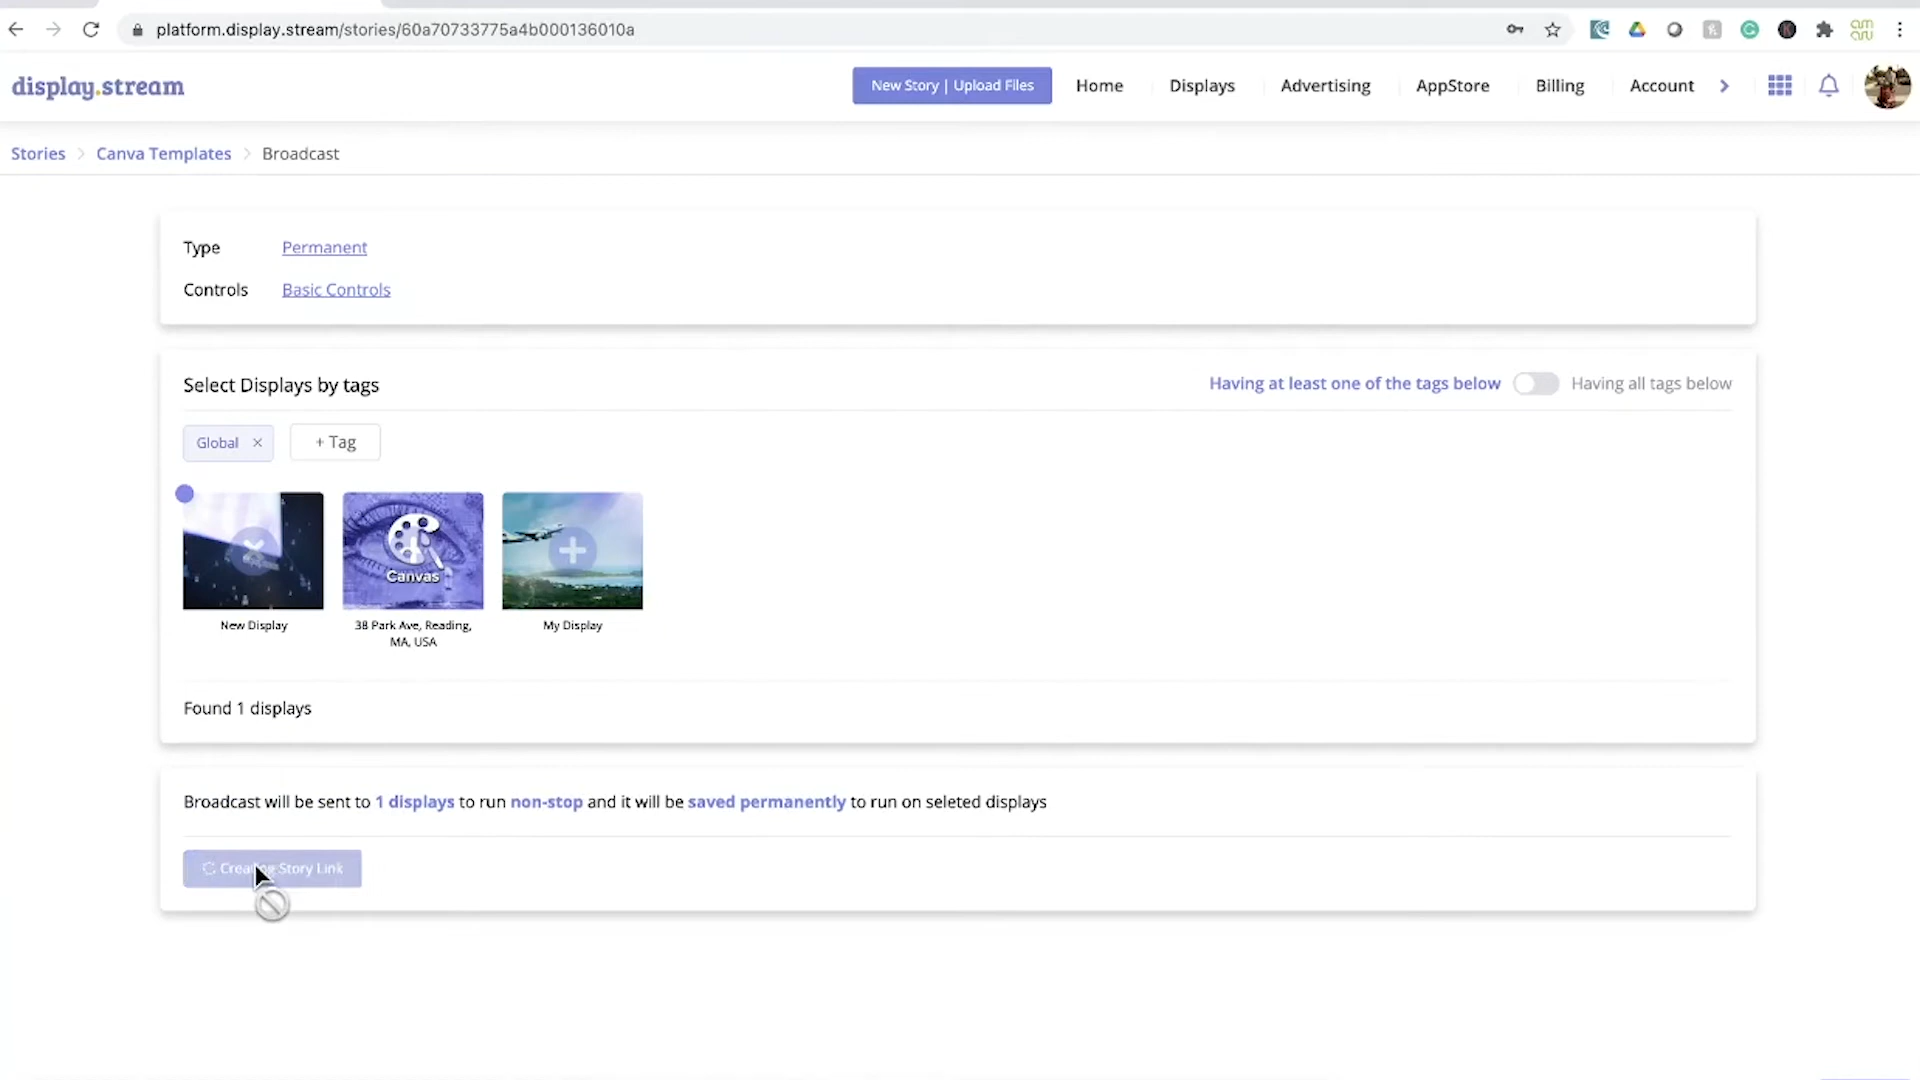 platform.display.stream/stories/60a70733775a4b000136010a
display.stream
New Story | Upload Files
Home
Displays
Advertising
AppStore
Billing
Account
Stories > Canva Templates > Broadcast
Type Permanent
Controls Basic Controls
Select Displays by tags
Having at least one of the tags below
Having all tags below
Global ×
+ Tag
Canvas
New Display
38 Park Ave, Reading,
MA, USA
My Display
Found 1 displays
Broadcast will be sent to 1 displays to run non-stop and it will be saved permanently to run on seleted displays
Creating Story Link